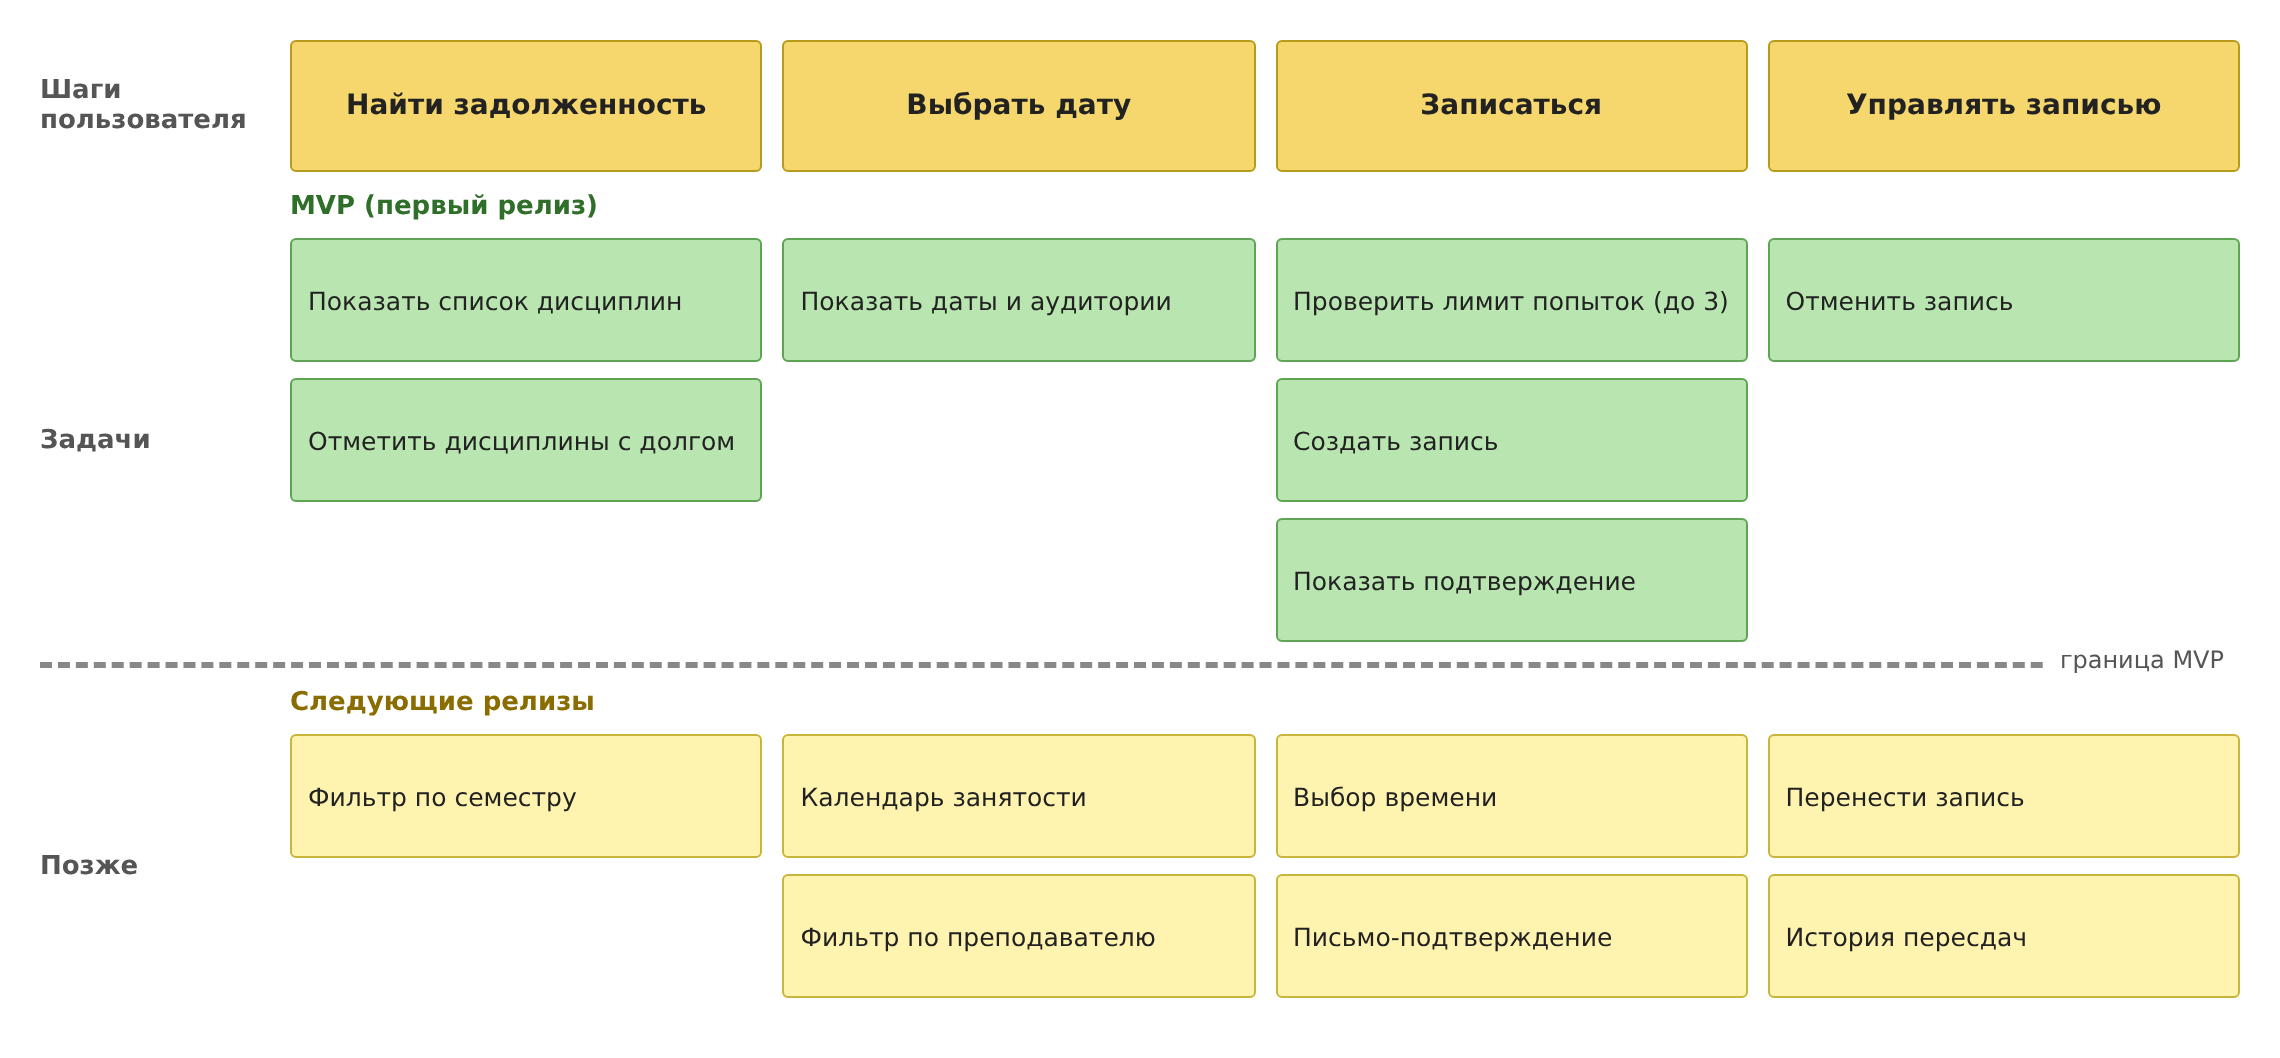 Шаги
пользователя
Найти задолженность
Выбрать дату
Записаться
Управлять записью
MVP (первый релиз)
Показать список дисциплин
Показать даты и аудитории
Проверить лимит попыток (до 3)
Отменить запись
Задачи
Отметить дисциплины с долгом
Создать запись
Показать подтверждение
граница MVP
Следующие релизы
Фильтр по семестру
Календарь занятости
Выбор времени
Перенести запись
Позже
Фильтр по преподавателю
Письмо-подтверждение
История пересдач